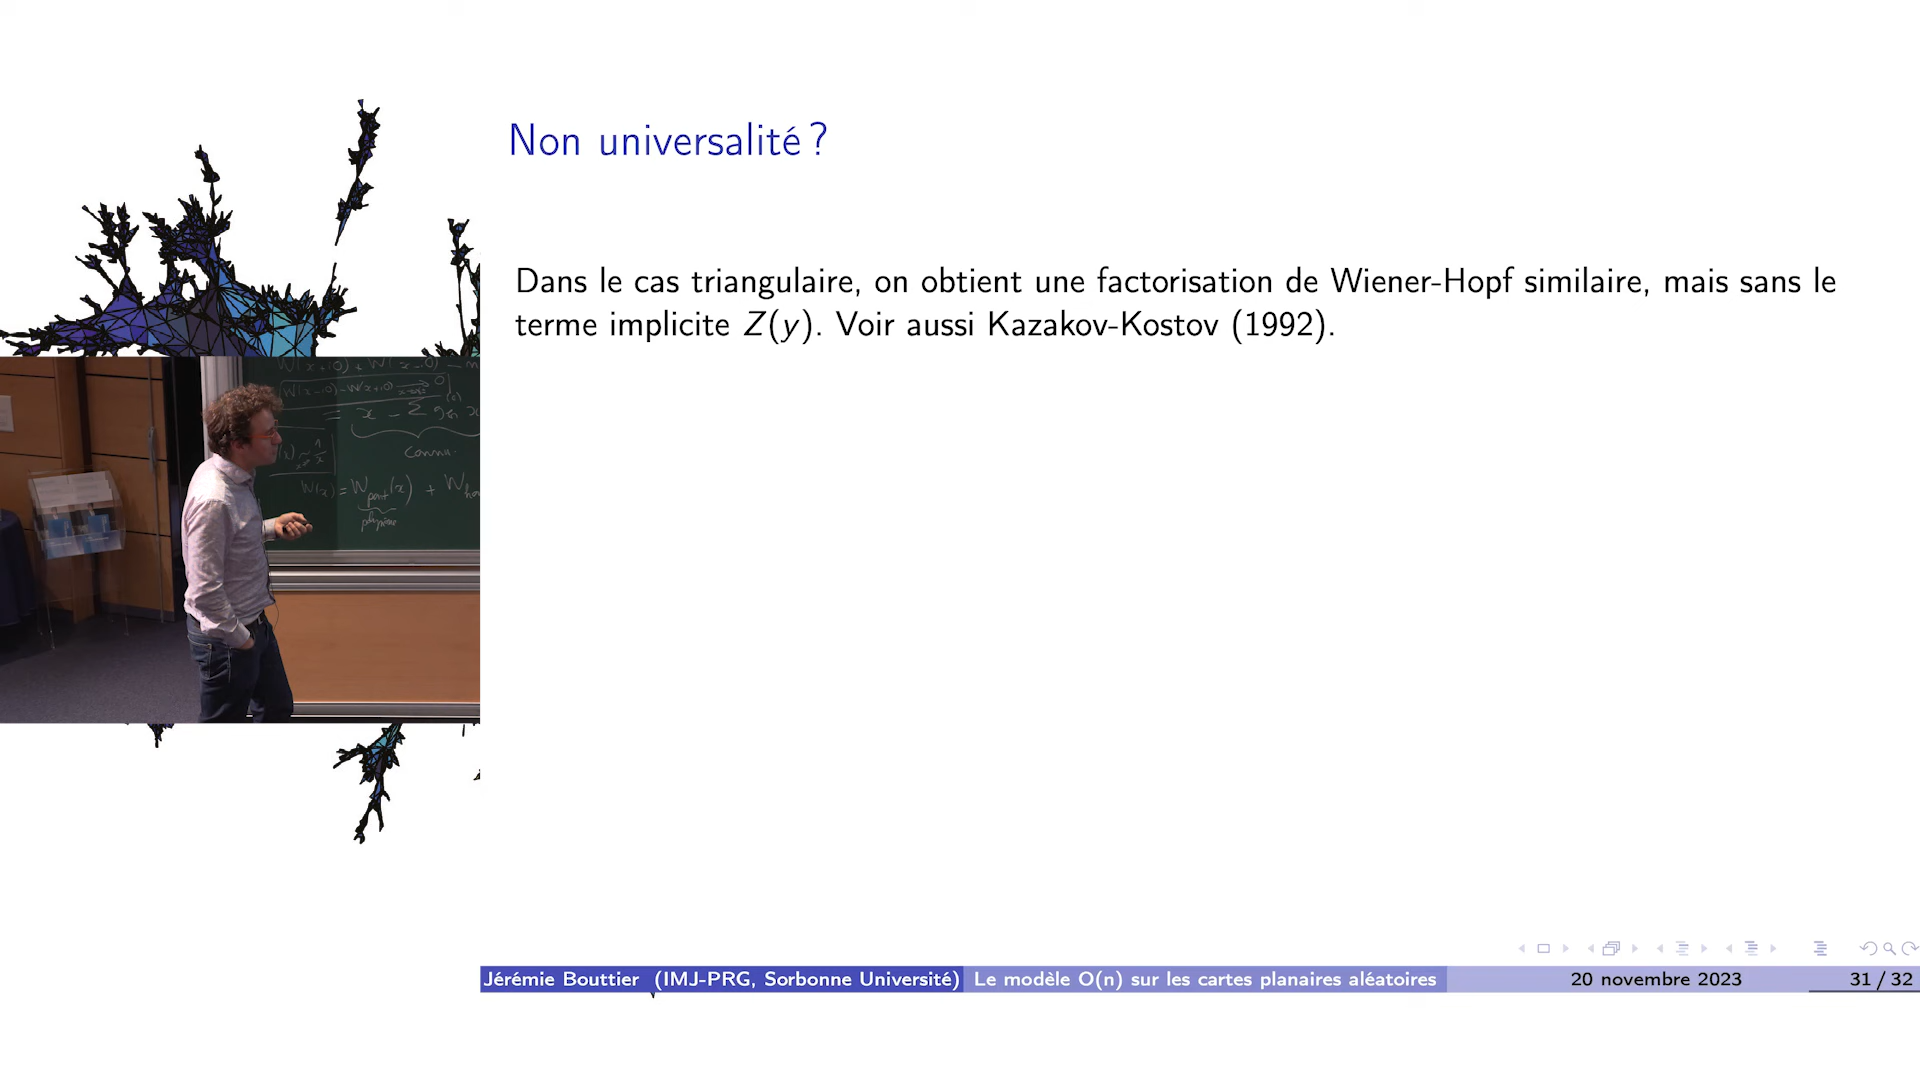 Non universalité ?
Dans le cas triangulaire, on obtient une factorisation de Wiener-Hopf similaire, mais sans le
terme implicite Z(y). Voir aussi Kazakov-Kostov (1992).
= x - Σ
connu.
W(x) = W
polynôme
Jérémie Bouttier (IMJ-PRG, Sorbonne Université) Le modèle O(n) sur les cartes planaires aléatoires 20 novembre 2023 31 / 32